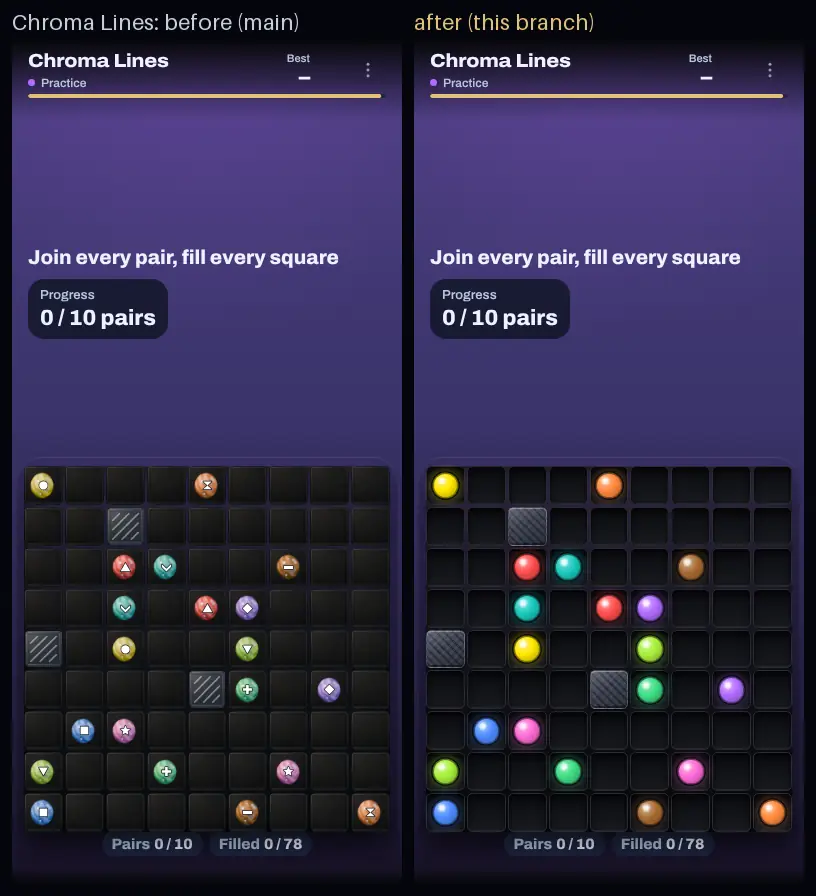 Chroma Lines: before (main)
after (this branch)
Chroma Lines
Best
–
Practice
Join every pair, fill every square
Progress
0 / 10 pairs
Pairs 0 / 10
Filled 0 / 78
Chroma Lines
Best
–
Practice
Join every pair, fill every square
Progress
0 / 10 pairs
Pairs 0 / 10
Filled 0 / 78